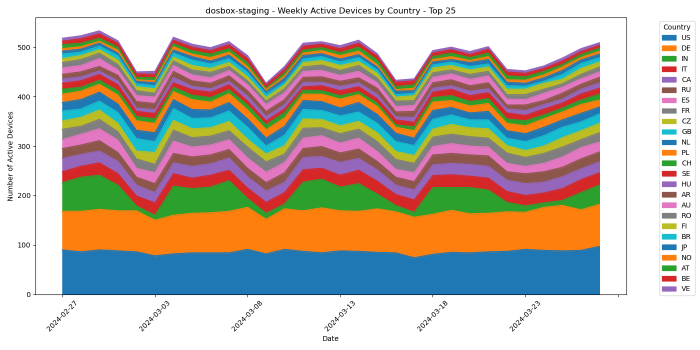 dosbox-staging - Weekly Active Devices by Country - Top 25
Number of Active Devices
500
400
300
200
100
0
2024-02-27
2024-03-03
2024-03-08
2024-03-13
2024-03-18
2024-03-23
Date
Country
US
DE
IN
IT
CA
RU
ES
FR
CZ
GB
NL
PL
CH
SE
HU
AR
AU
RO
FI
BR
JP
NO
AT
BE
VE